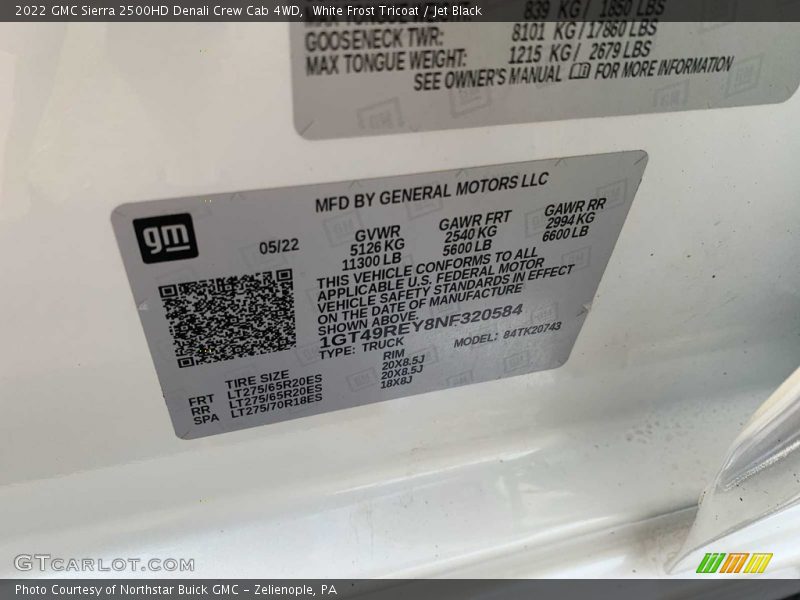 2022 GMC Sierra 2500HD Denali Crew Cab 4WD, White Frost Tricoat / Jet Black
MAX TONGUE WEIGHT: 839 KG / 1850 LBS
GOOSENECK TWR: 8101 KG / 17860 LBS
MAX TONGUE WEIGHT: 1215 KG / 2679 LBS
SEE OWNER'S MANUAL FOR MORE INFORMATION
MFD BY GENERAL MOTORS LLC
gm
05/22
GVWR GAWR FRT GAWR RR
5126 KG 2540 KG 2994 KG
11300 LB 5600 LB 6600 LB
THIS VEHICLE CONFORMS TO ALL
APPLICABLE U.S. FEDERAL MOTOR
VEHICLE SAFETY STANDARDS IN EFFECT
ON THE DATE OF MANUFACTURE
SHOWN ABOVE.
1GT49REY8NF320584
TYPE: TRUCK MODEL: 84TK20743
TIRE SIZE RIM
FRT LT275/65R20ES 20X8.5J
RR LT275/65R20ES 20X8.5J
SPA LT275/70R18ES 18X8J
GTcarlot.com
Photo Courtesy of Northstar Buick GMC - Zelienople, PA